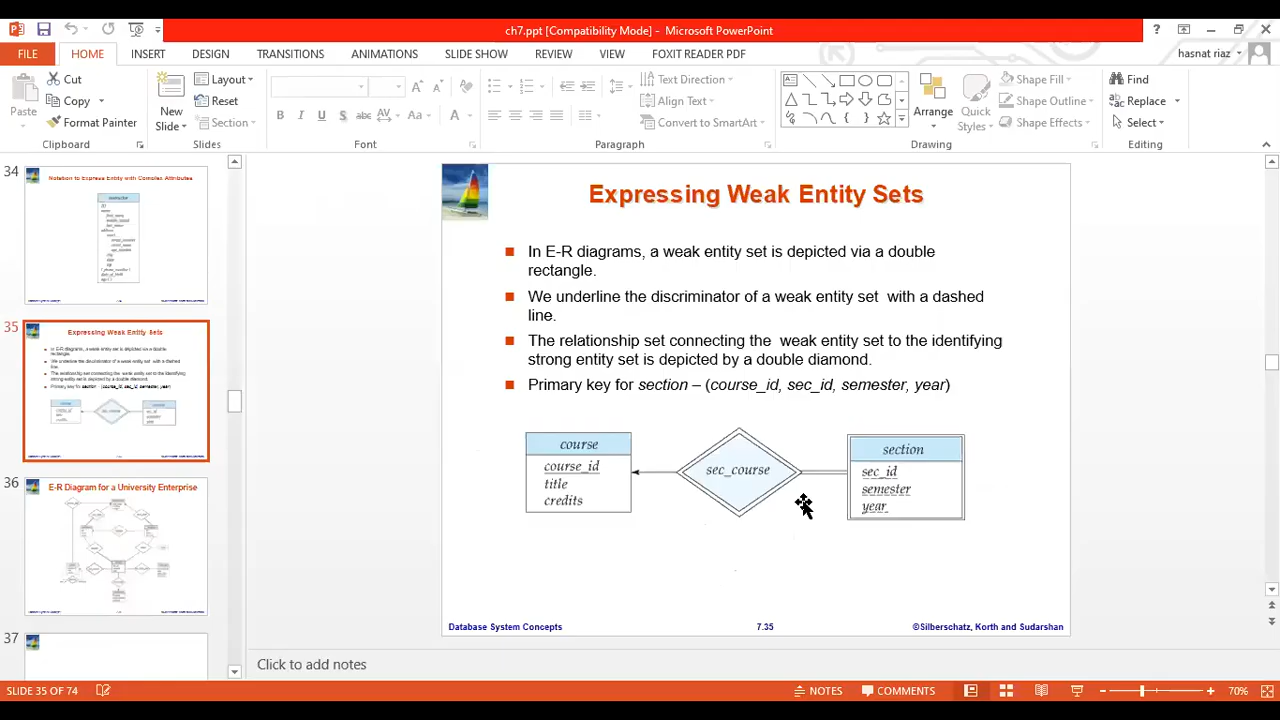 ch7.ppt [Compatibility Mode] - Microsoft PowerPoint
FILE HOME INSERT DESIGN TRANSITIONS ANIMATIONS SLIDE SHOW REVIEW VIEW FOXIT READER PDF hasnat riaz
Paste
Cut
Copy
Format Painter
Clipboard
New
Slide
Layout
Reset
Section
Slides
Font
Text Direction
Align Text
Convert to SmartArt
Paragraph
Arrange
Quick
Styles
Shape Fill
Shape Outline
Shape Effects
Drawing
Find
Replace
Select
Editing
34
Notation to Express Entity with Complex Attributes
35
Expressing Weak Entity Sets
36
E-R Diagram for a University Enterprise
37
Expressing Weak Entity Sets
In E-R diagrams, a weak entity set is depicted via a double
rectangle.
We underline the discriminator of a weak entity set with a dashed
line.
The relationship set connecting the weak entity set to the identifying
strong entity set is depicted by a double diamond.
Primary key for section – (course_id, sec_id, semester, year)
course
course_id
title
credits
sec_course
section
sec_id
semester
year
Database System Concepts 7.35 ©Silberschatz, Korth and Sudarshan
Click to add notes
SLIDE 35 OF 74 NOTES COMMENTS 70%